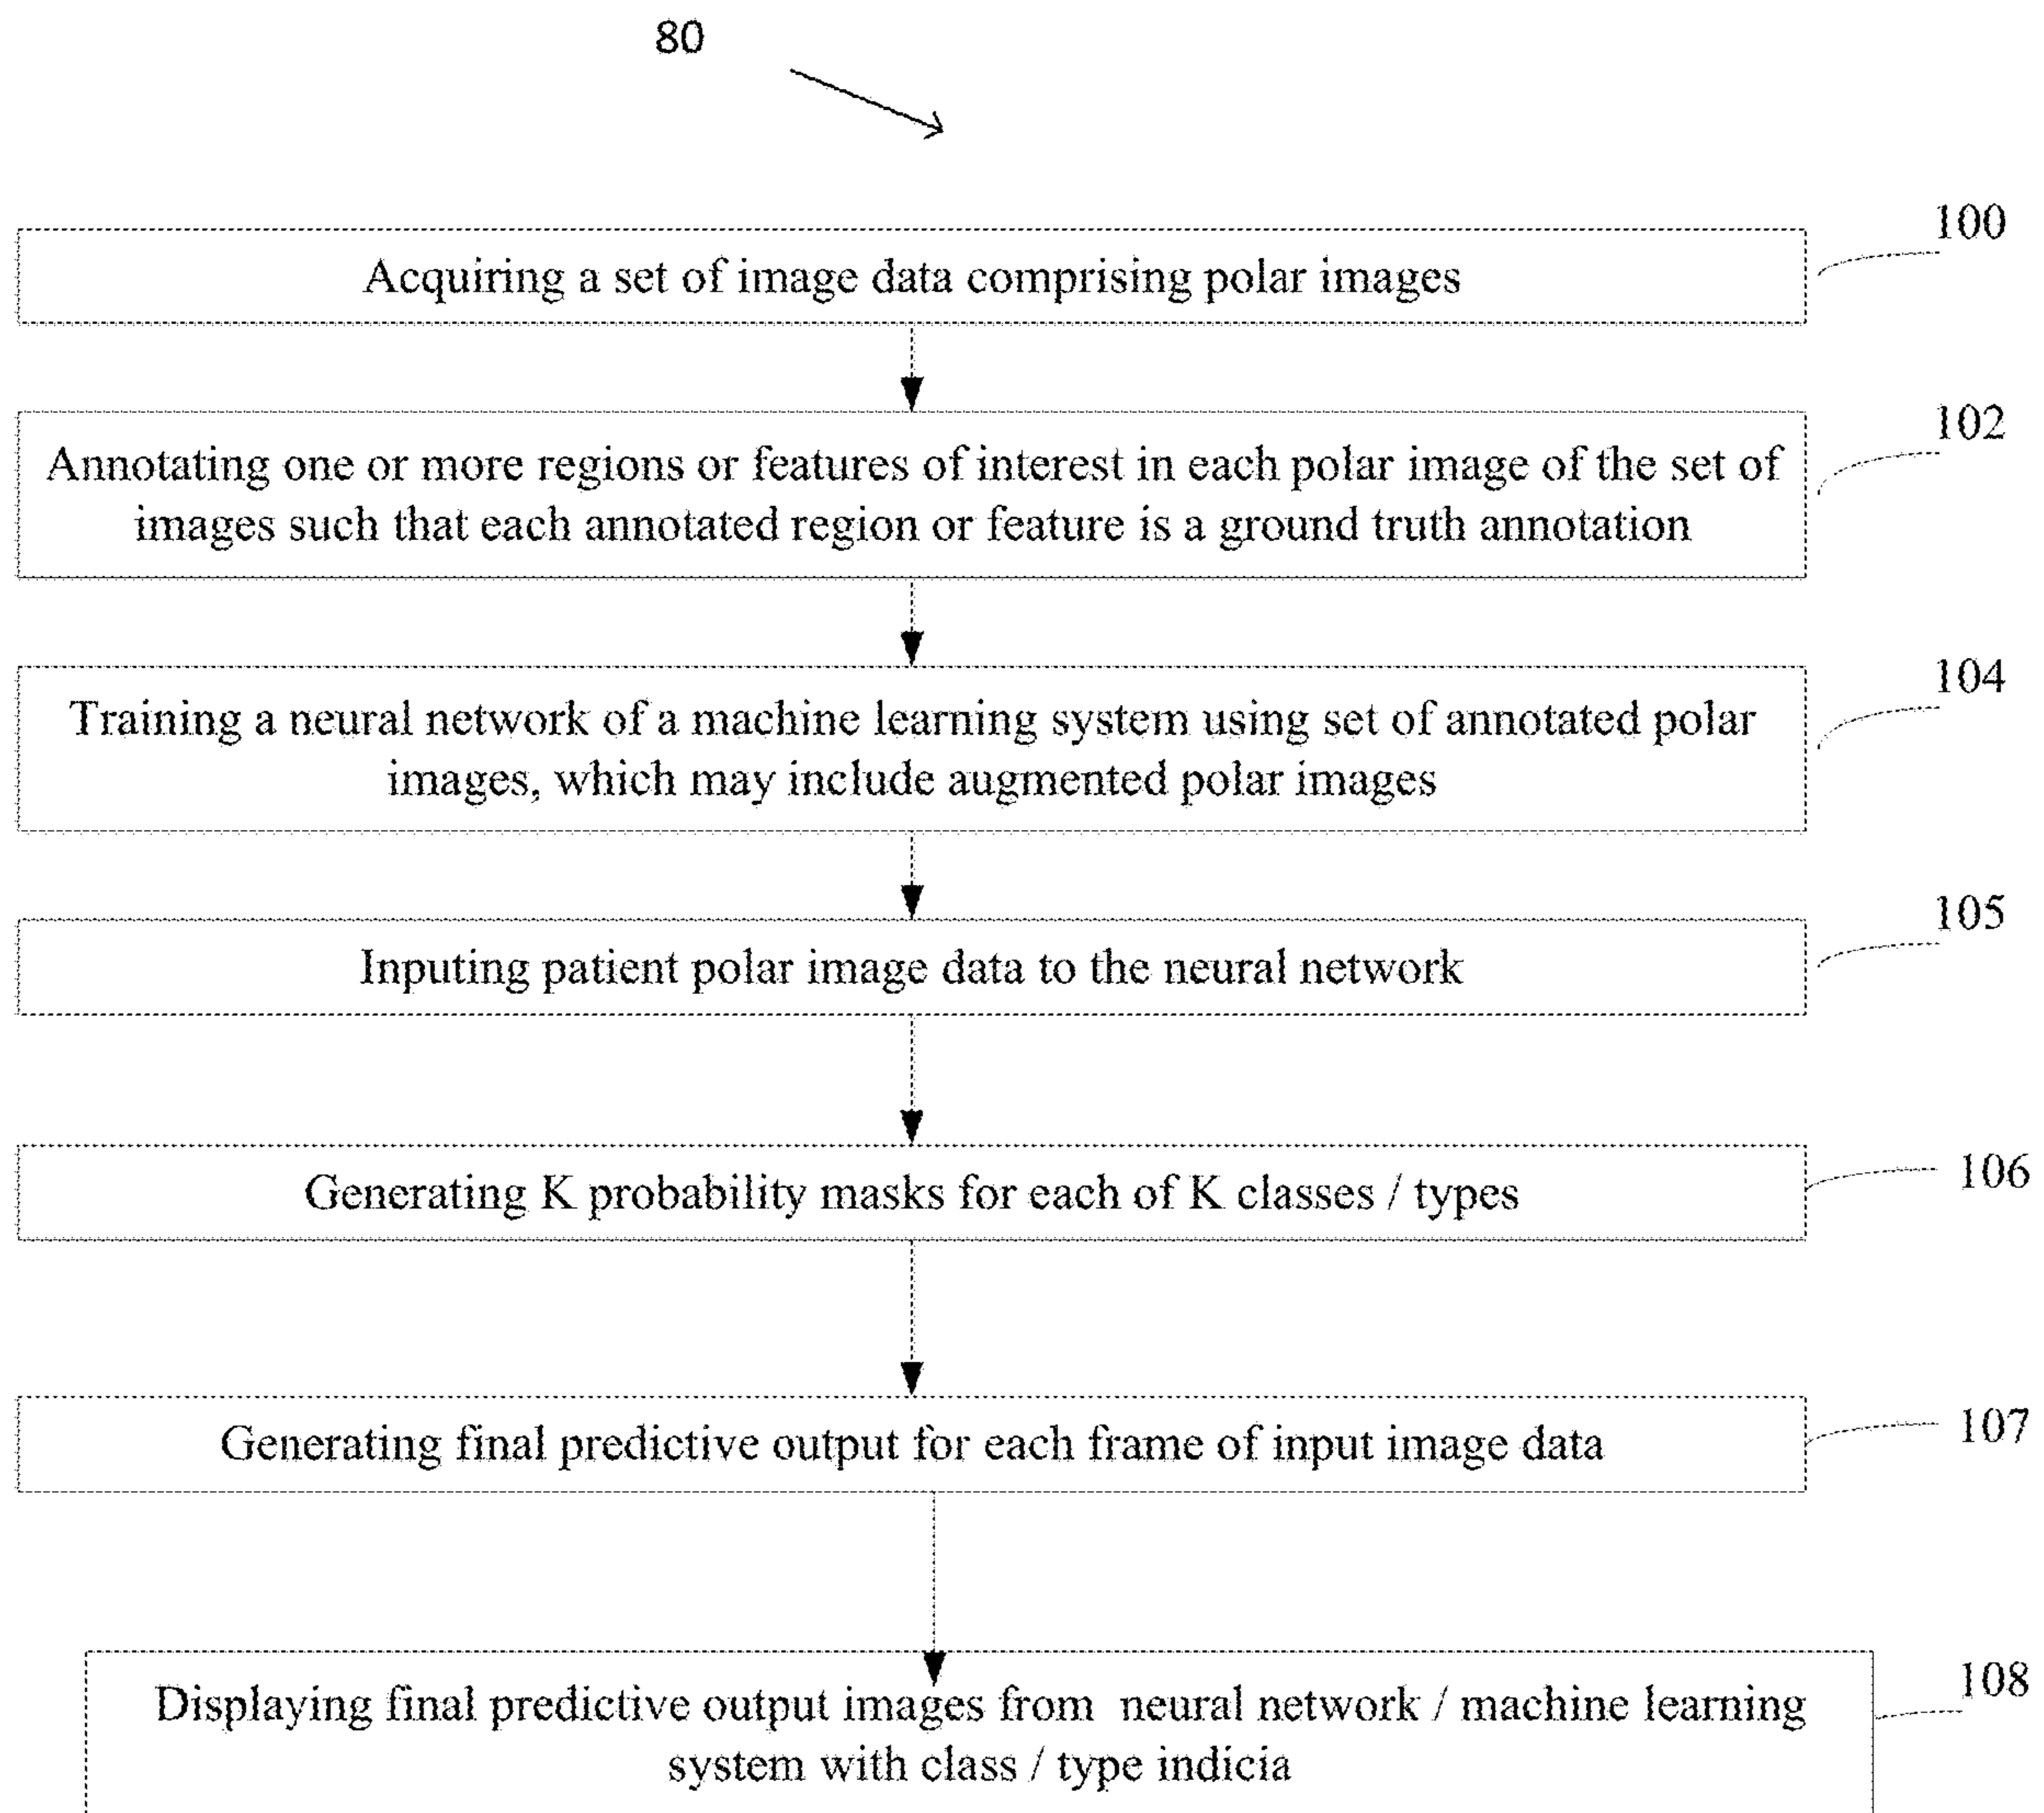 80
100
Acquiring a set of image data comprising polar images
102
Annotating one or more regions or features of interest in each polar image of the set of
images such that each annotated region or feature is a ground truth annotation
104
Training a neural network of a machine learning system using set of annotated polar
images, which may include augmented polar images
105
Inputing patient polar image data to the neural network
106
Generating K probability masks for each of K classes / types
107
Generating final predictive output for each frame of input image data
108
Displaying final predictive output images from neural network / machine learning
system with class / type indicia